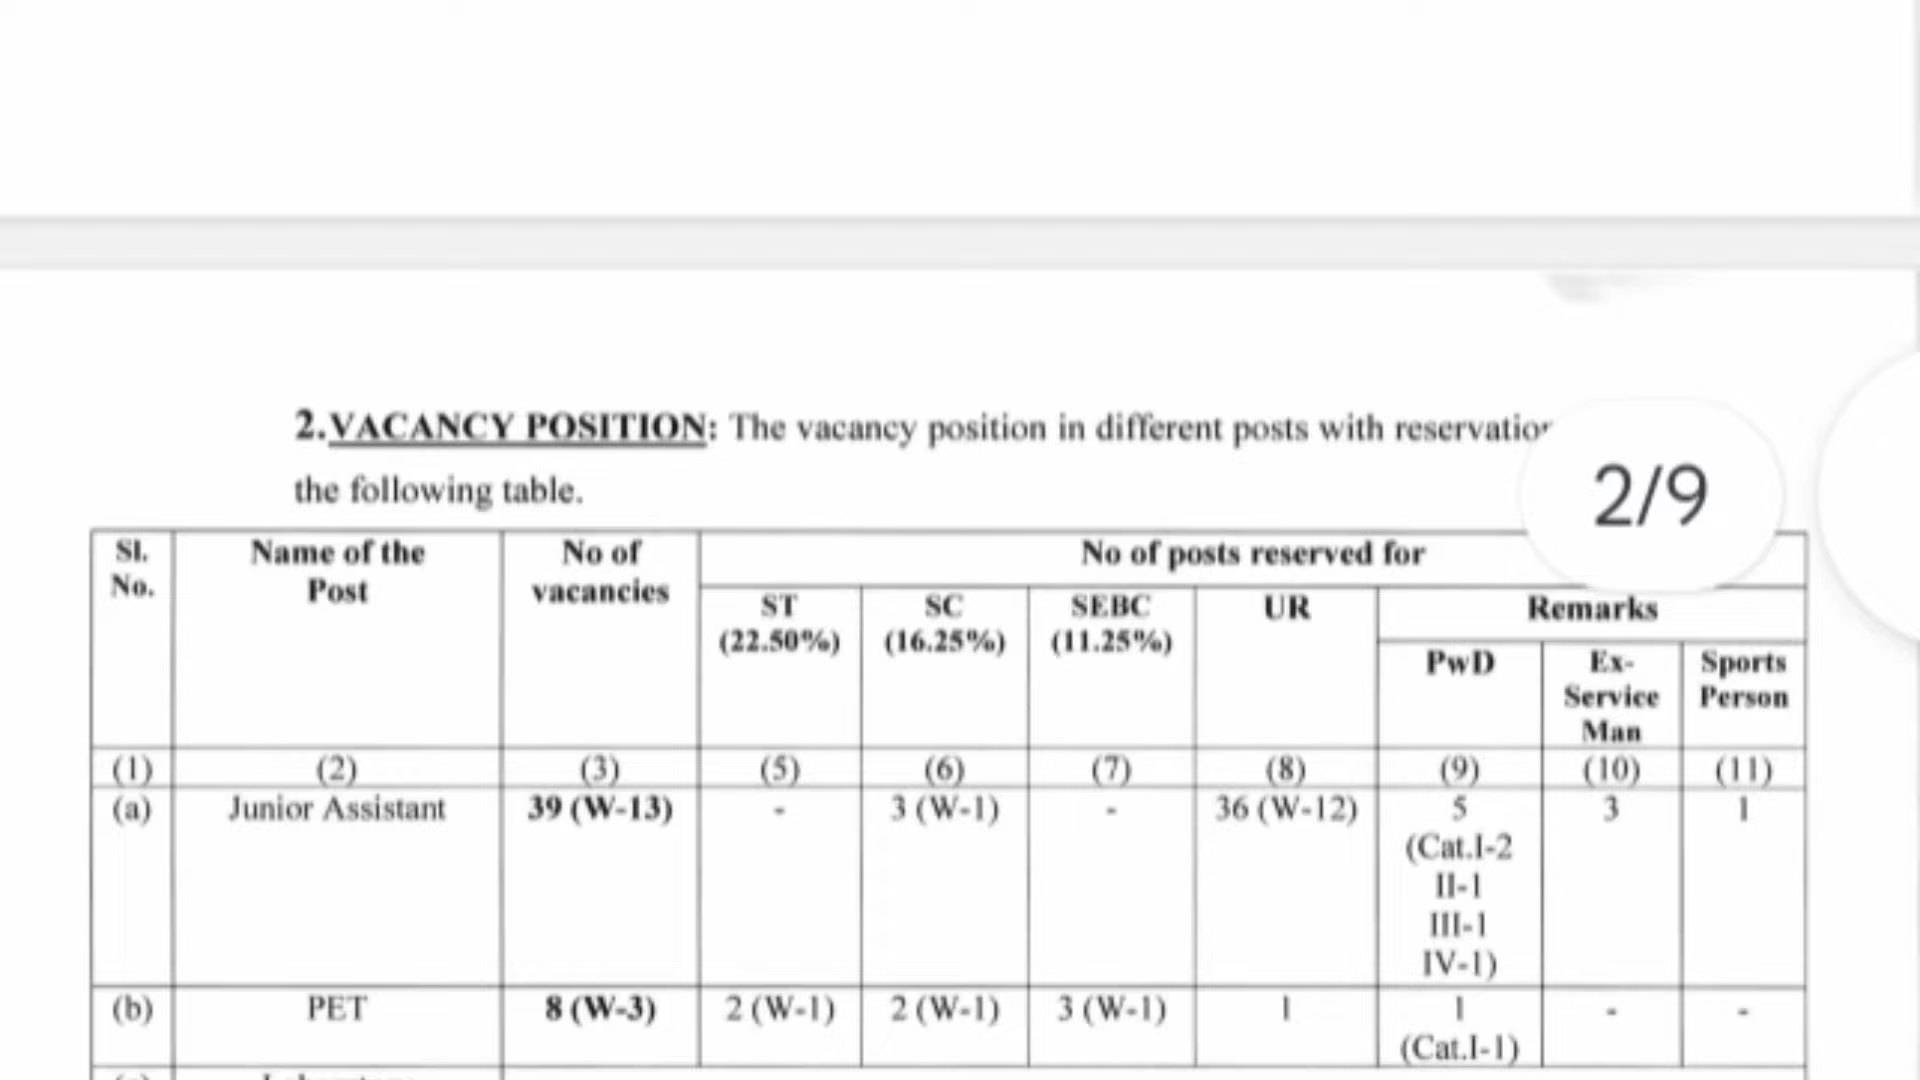 2.VACANCY POSITION: The vacancy position in different posts with
2/9
the following table.
Sl. No. Name of the Post No of vacancies No of posts reserved for
ST (22.50%) SC (16.25%) SEBC (11.25%) UR Remarks
PwD Ex-Service Man Sports Person
(1) (2) (3) (5) (6) (7) (8) (9) (10) (11)
(a) Junior Assistant 39 (W-13) - 3 (W-1) - 36 (W-12) 5 3 1
(Cat.I-2
II-1
III-1
IV-1)
(b) PET 8 (W-3) 2 (W-1) 2 (W-1) 3 (W-1) 1 1 - -
(Cat.I-1)